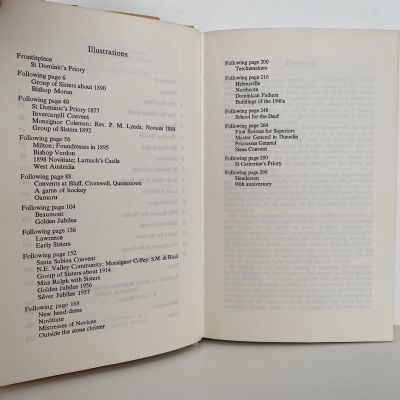 Illustrations
Frontispiece
St Dominic's Priory
Following page 6
Group of Sisters about 1890
Bishop Moran
Following page 40
St Dominic's Priory 1877
Invercargill Convent
Monsignor Coleman; Rev. P. M. Lynch; Novices 1889
Group of Sisters 1892
Following page 56
Milton; Foundresses in 1895
Bishop Verdon
1898 Novitiate; Larnach's Castle
West Australia
Following page 88
Convents at Bluff, Cromwell, Queenstown
A game of hockey
Oamaru
Following page 104
Beaumont
Golden Jubilee
Following page 136
Lawrence
Early Sisters
Following page 152
Santa Sabina Convent
N.E. Valley Community; Monsignor Coffey, S.M. di Ricci
Group of Sisters about 1914
Miss Ralph with Sisters
Golden Jubilee 1956
Silver Jubilee 1957
Following page 168
New head-dress
Novitiate
Mistresses of Novices
Outside the stone cloister
Following page 200
Teschemakers
Following page 216
Helensville
Northcote
Dominican Fathers
Buildings of the 1940s
Following page 248
School for the Deaf
Following page 264
First Retreat for Superiors
Master General in Dunedin
Prioresses General
Siena Convent
Following page 280
St Catherine's Priory
Following page 296
Henderson
90th anniversary